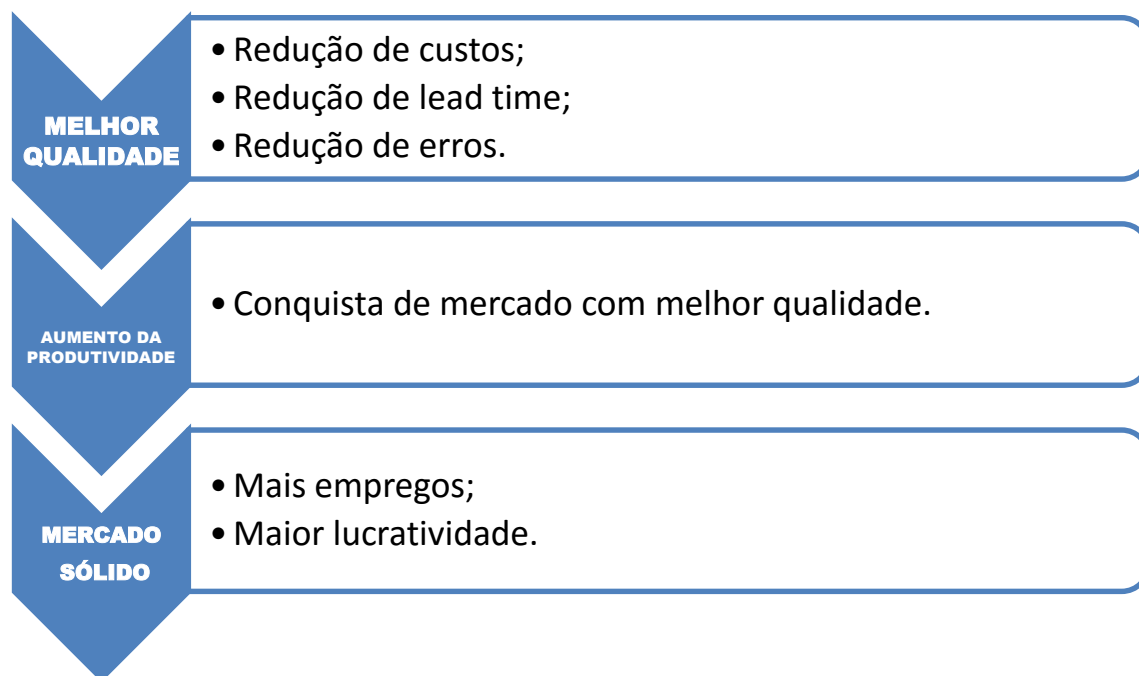 MELHOR
QUALIDADE
• Redução de custos;
• Redução de lead time;
• Redução de erros.
AUMENTO DA
PRODUTIVIDADE
• Conquista de mercado com melhor qualidade.
MERCADO
SÓLIDO
• Mais empregos;
• Maior lucratividade.